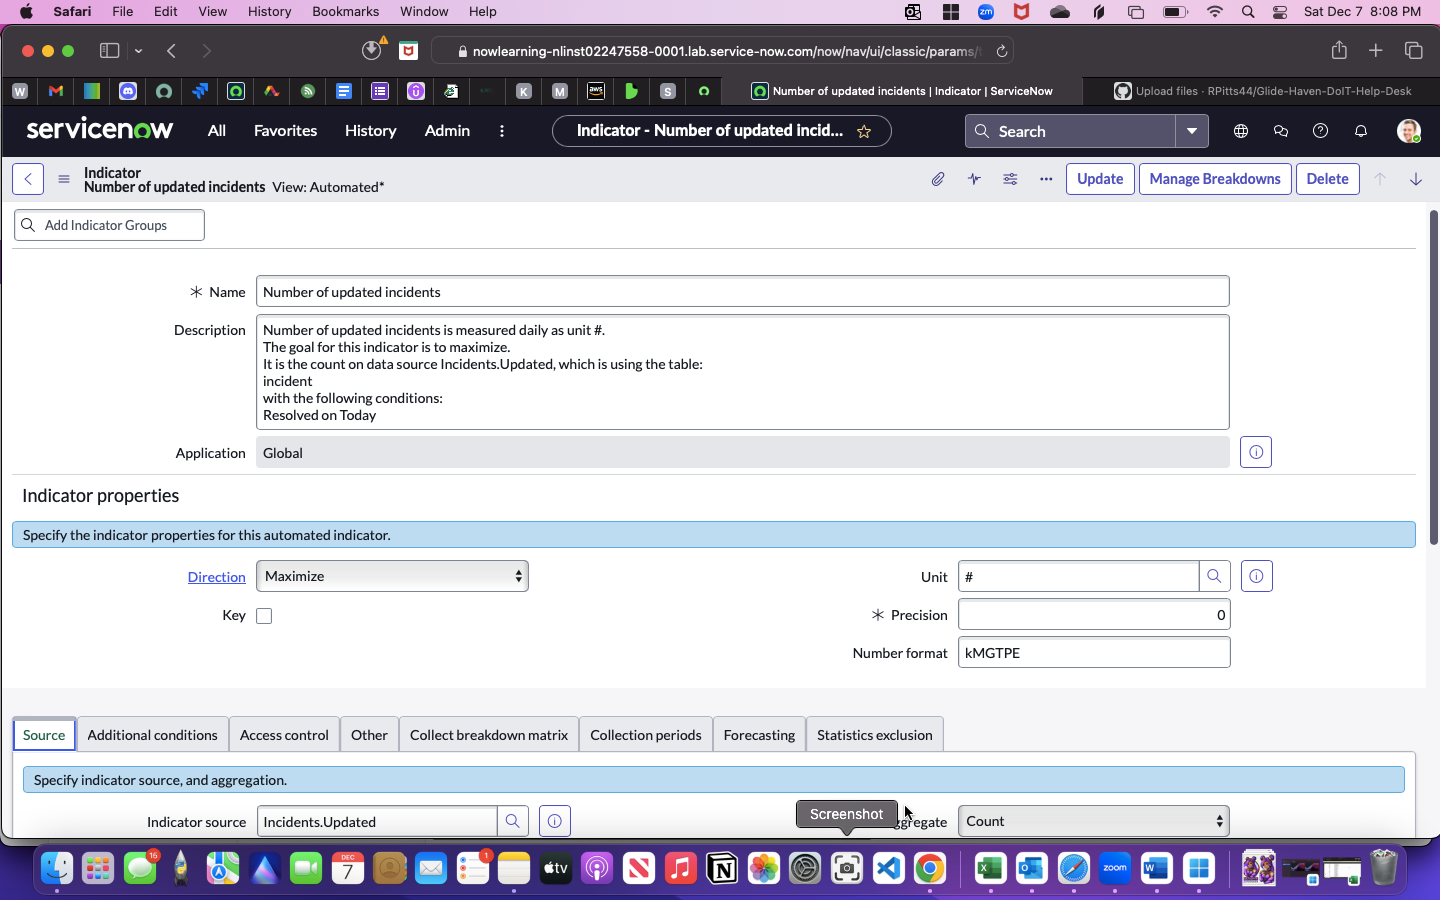 Safari File Edit View History Bookmarks Window Help zm Sat Dec 7 8:08 PM
nowlearning-nlinst02247558-0001.lab.service-now.com/now/nav/ui/classic/params/
W K M aws S Number of updated incidents | Indicator | ServiceNow Upload files · RPitts44/Glide-Haven-DoIT-Help-Desk
servicenow All Favorites History Admin Indicator - Number of updated incid... Search
Indicator
Number of updated incidents View: Automated*
Update Manage Breakdowns Delete
Add Indicator Groups
Name Number of updated incidents
Description Number of updated incidents is measured daily as unit #.
The goal for this indicator is to maximize.
It is the count on data source Incidents.Updated, which is using the table:
incident
with the following conditions:
Resolved on Today
Application Global
Indicator properties
Specify the indicator properties for this automated indicator.
Direction Maximize Unit #
Key Precision 0
Number format kMGTPE
Source Additional conditions Access control Other Collect breakdown matrix Collection periods Forecasting Statistics exclusion
Specify indicator source, and aggregation.
Indicator source Incidents.Updated Screenshot Count
16 DEC 7 1 tv N zoom W